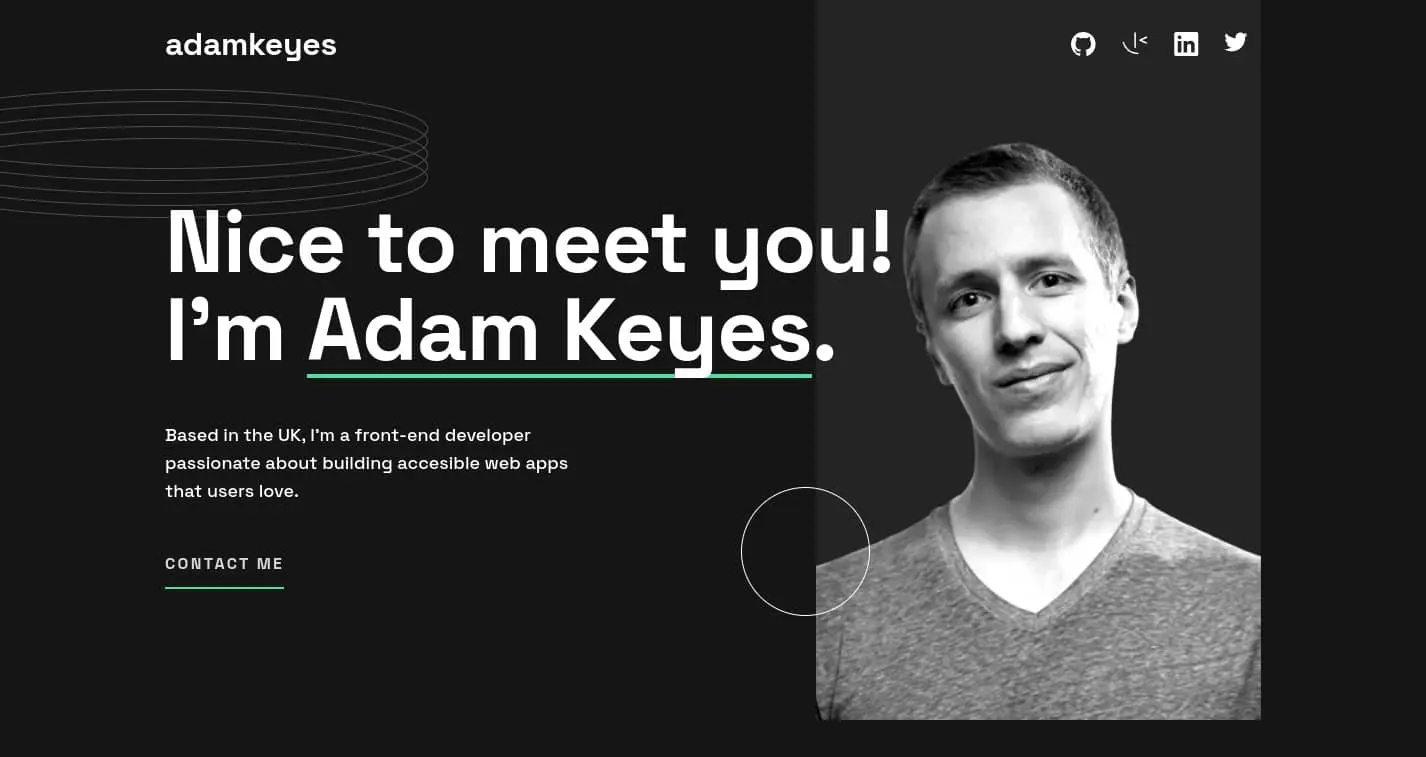 adamkeyes
Nice to meet you!
I’m Adam Keyes.
Based in the UK, I’m a front-end developer
passionate about building accesible web apps
that users love.
CONTACT ME